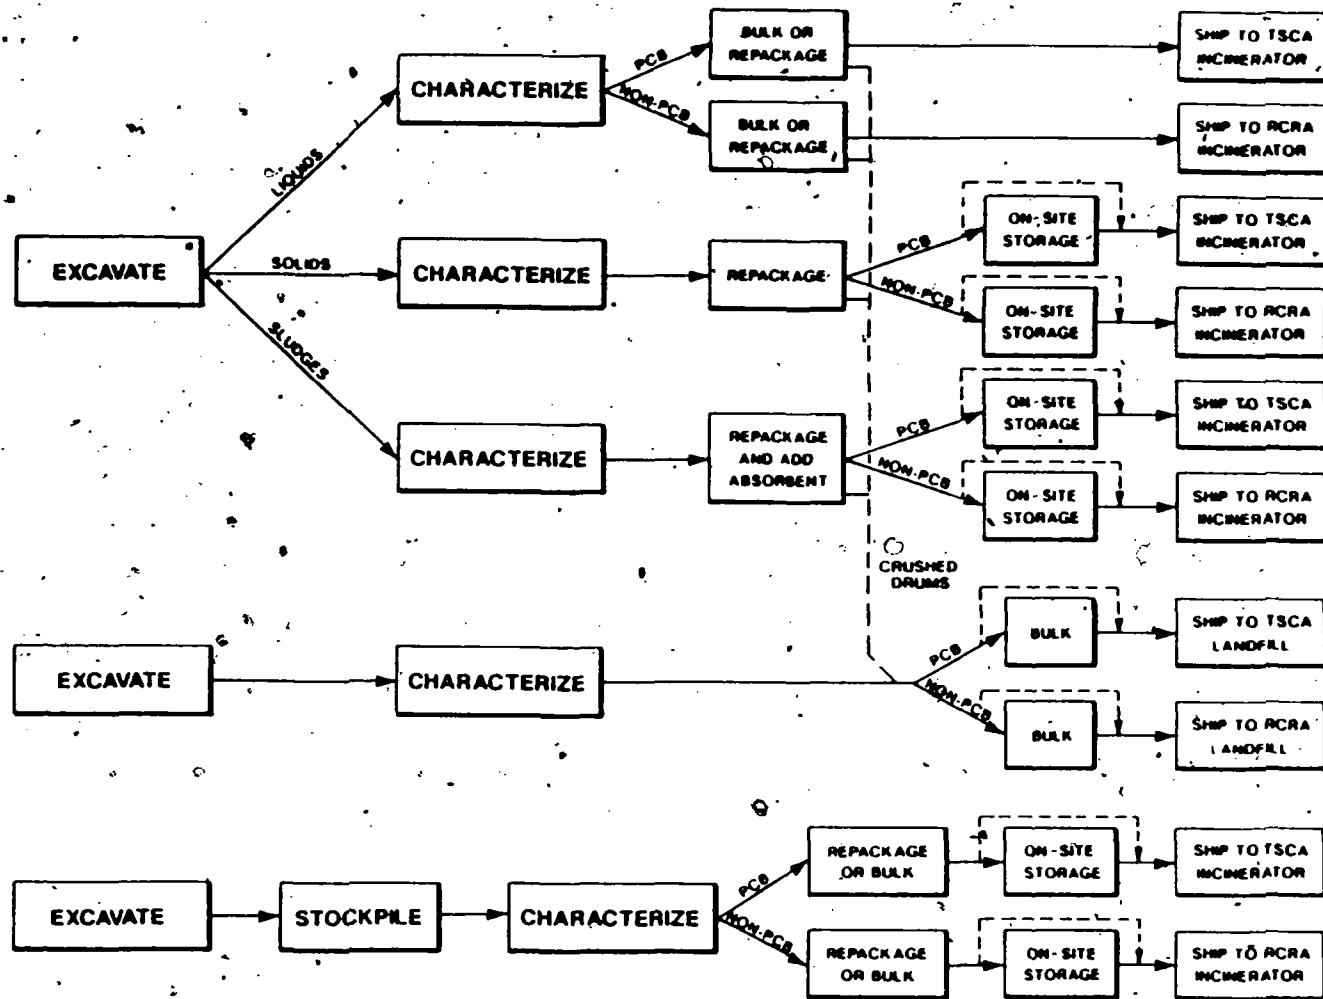 BULK OR
REPACKAGE
SHIP TO TSCA
INCINERATOR
PCB
CHARACTERIZE
NON-PCB
BULK OR
REPACKAGE
SHIP TO RCRA
INCINERATOR
LIQUIDS
EXCAVATE
SOLIDS
CHARACTERIZE
REPACKAGE
PCB
ON-SITE
STORAGE
SHIP TO TSCA
INCINERATOR
NON-PCB
ON-SITE
STORAGE
SHIP TO RCRA
INCINERATOR
SLUDGES
CHARACTERIZE
REPACKAGE
AND ADD
ABSORBENT
PCB
ON-SITE
STORAGE
SHIP TO TSCA
INCINERATOR
NON-PCB
ON-SITE
STORAGE
SHIP TO RCRA
INCINERATOR
CRUSHED
DRUMS
EXCAVATE
CHARACTERIZE
PCB
BULK
SHIP TO TSCA
LANDFILL
NON-PCB
BULK
SHIP TO RCRA
LANDFILL
EXCAVATE
STOCKPILE
CHARACTERIZE
PCB
REPACKAGE
OR BULK
ON-SITE
STORAGE
SHIP TO TSCA
INCINERATOR
NON-PCB
REPACKAGE
OR BULK
ON-SITE
STORAGE
SHIP TO RCRA
INCINERATOR